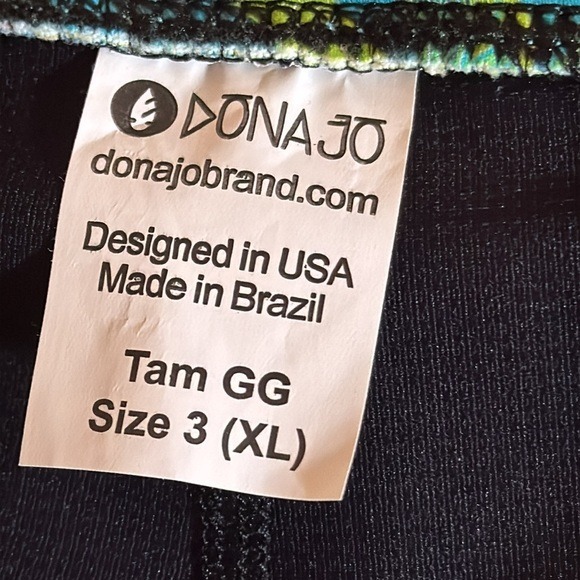 DONA JO
donajobrand.com
Designed in USA
Made in Brazil
Tam GG
Size 3 (XL)